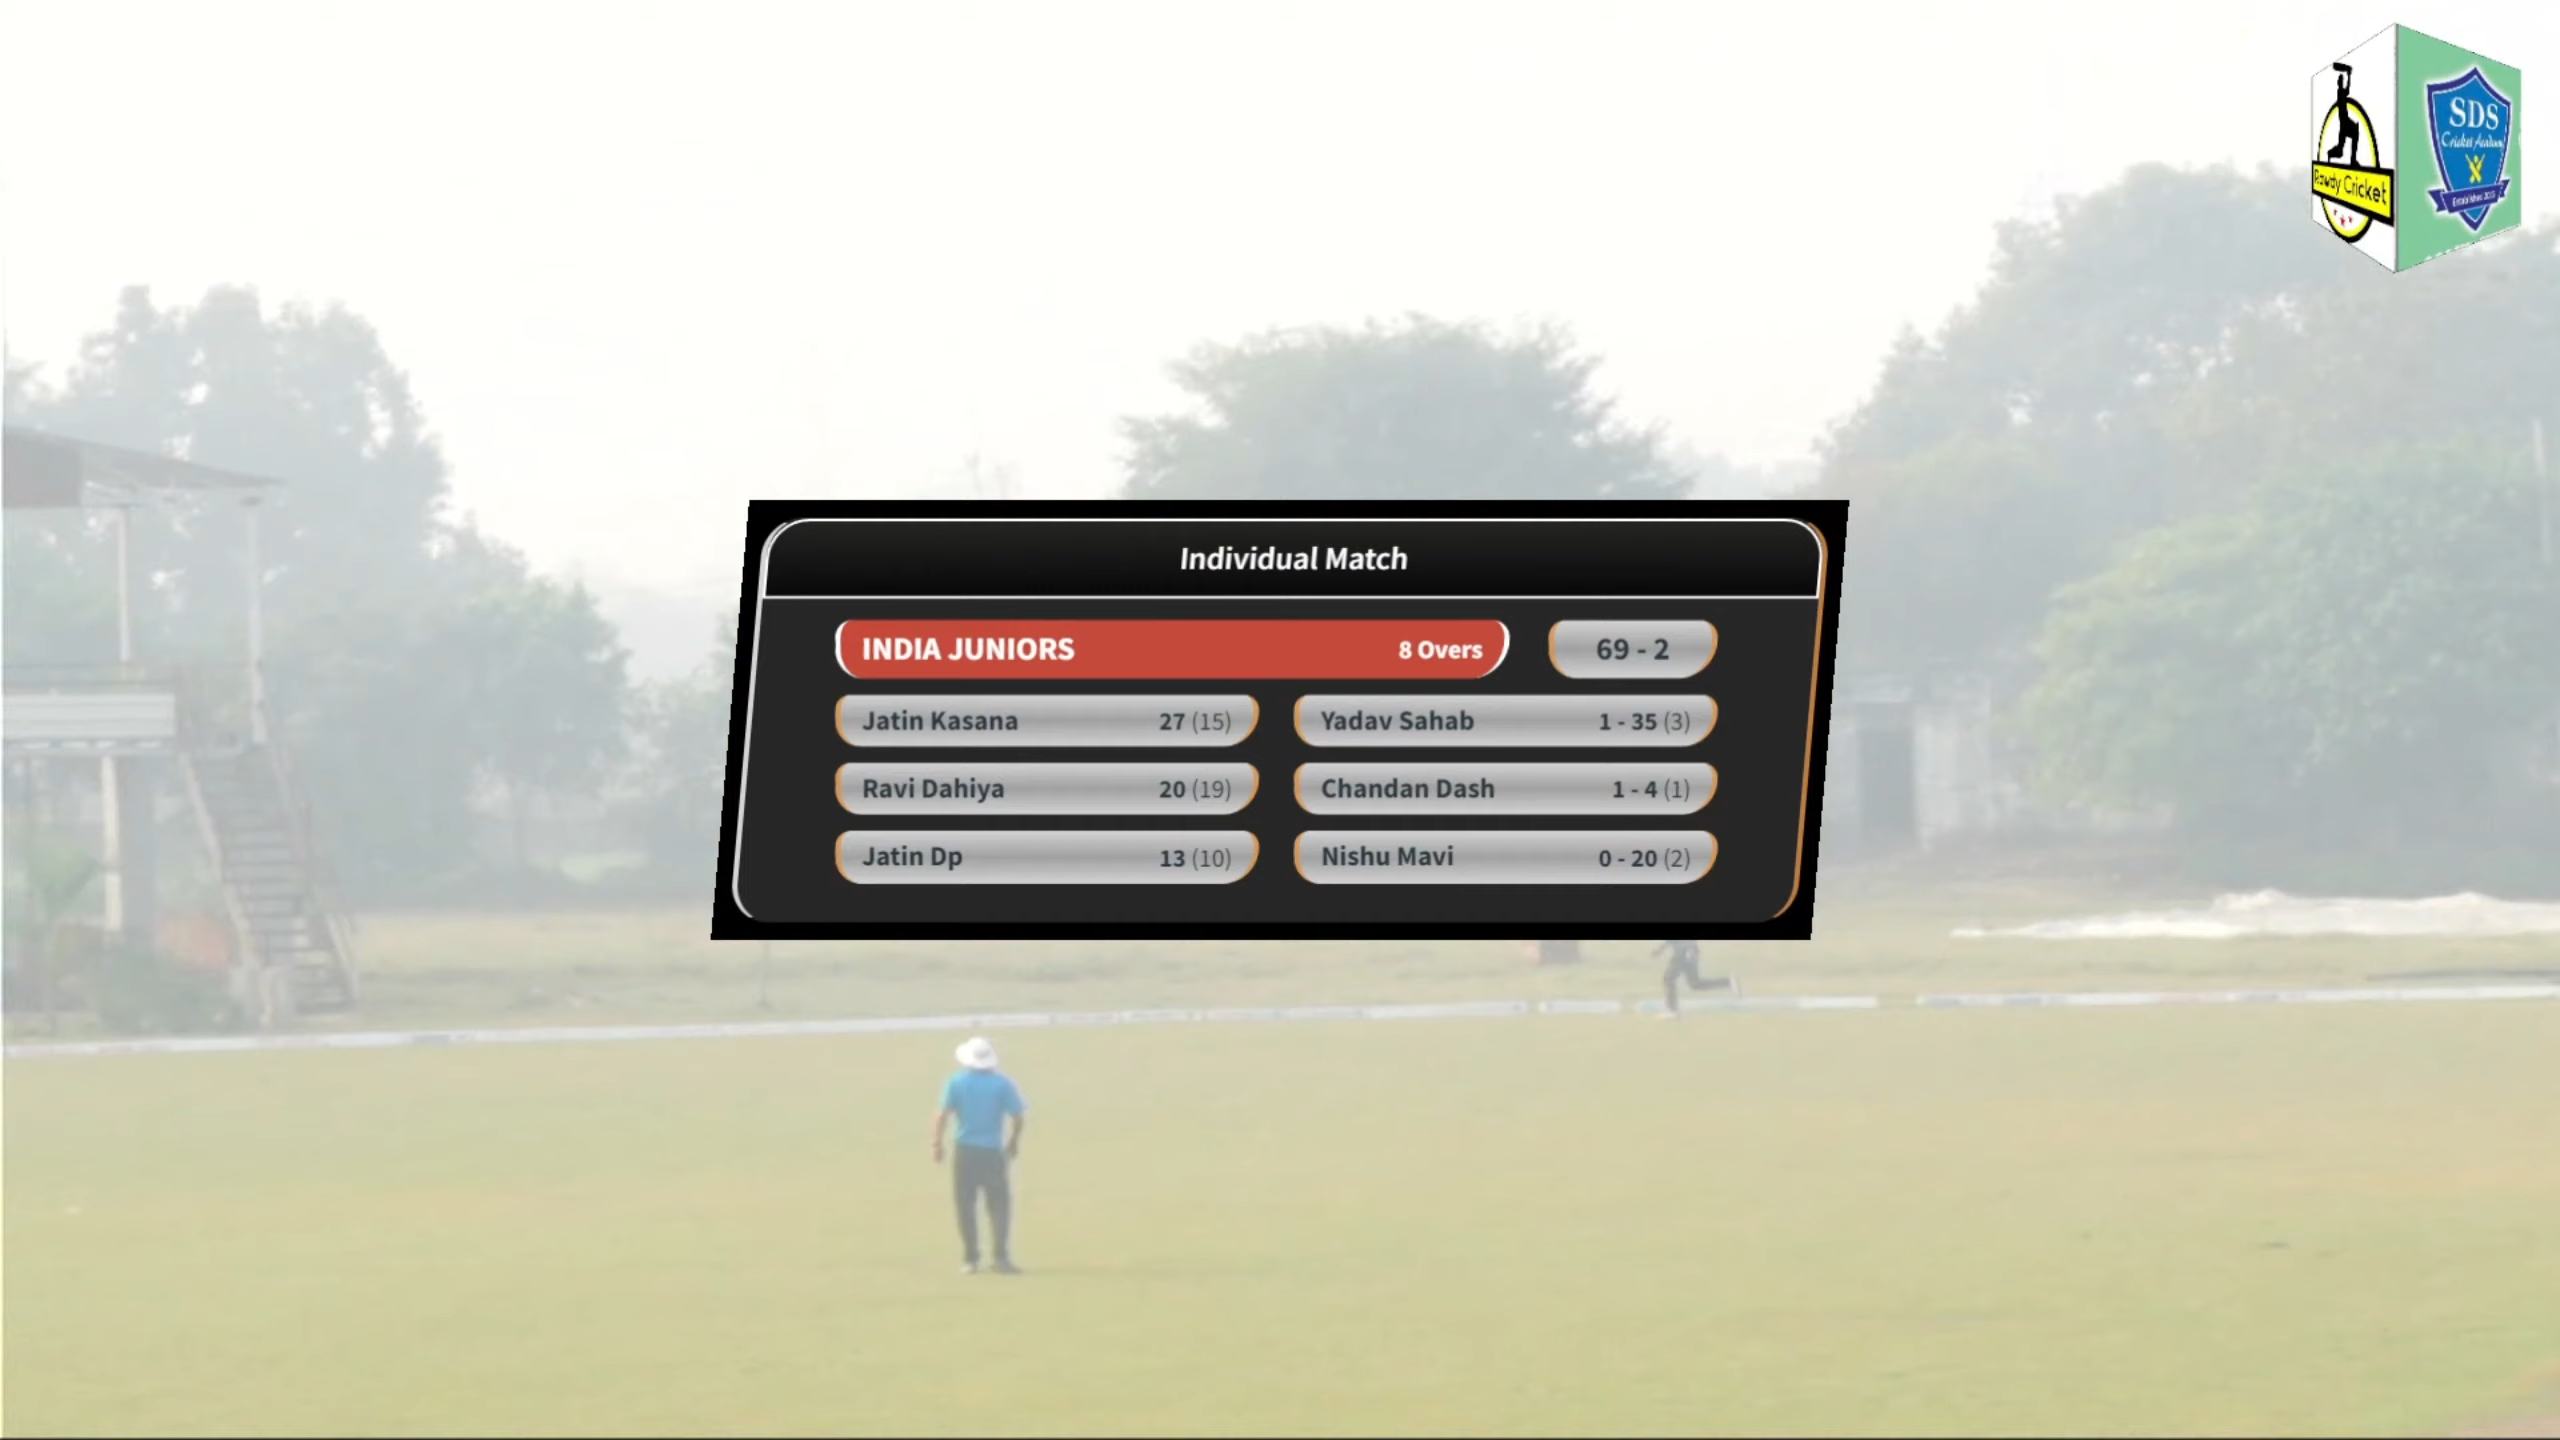 Rowdy Cricket
SDS
Cricket Academy
Individual Match
INDIA JUNIORS 8 Overs 69 - 2
Jatin Kasana 27 (15) Yadav Sahab 1 - 35 (3)
Ravi Dahiya 20 (19) Chandan Dash 1 - 4 (1)
Jatin Dp 13 (10) Nishu Mavi 0 - 20 (2)